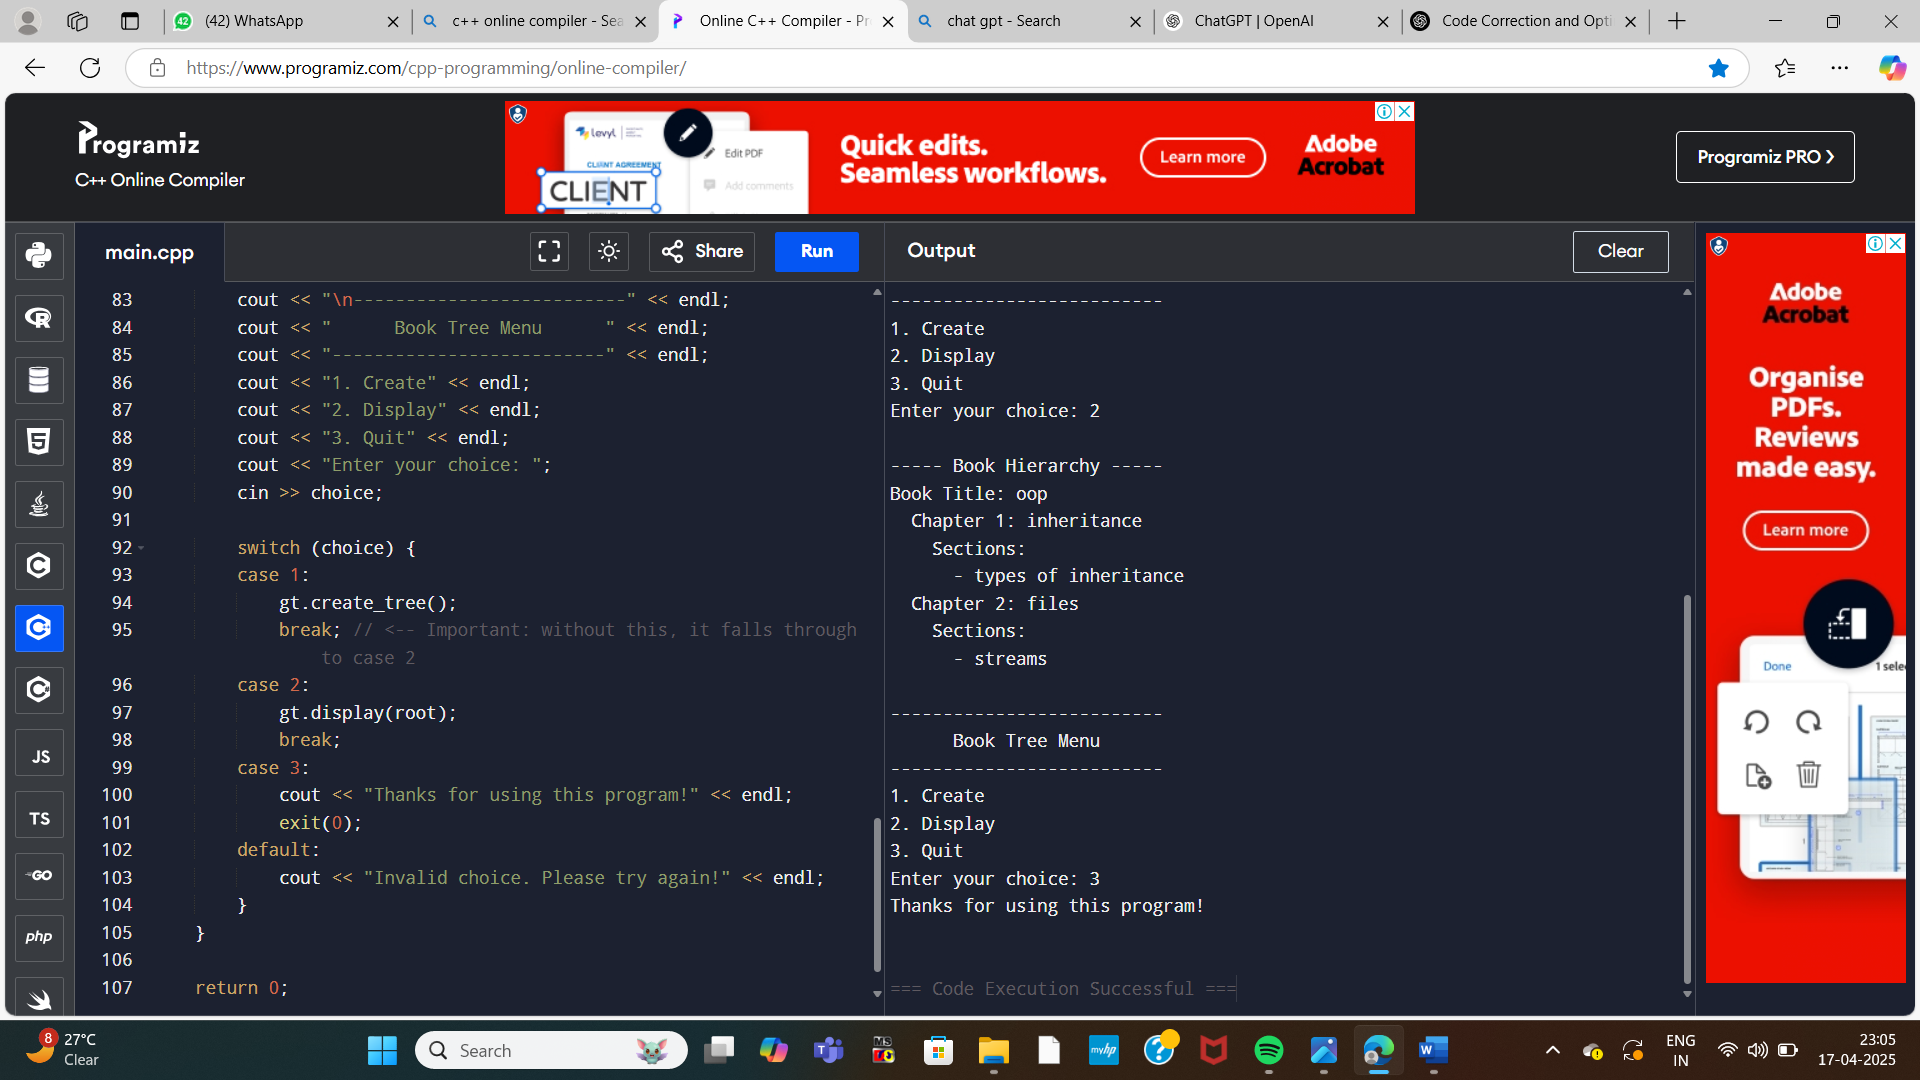 (42) WhatsApp
c++ online compiler - Sea
Online C++ Compiler - Pr
chat gpt - Search
ChatGPT | OpenAI
Code Correction and Opti
https://www.programiz.com/cpp-programming/online-compiler/
Programiz
C++ Online Compiler
Levyl
CLIENT AGREEMENT
CLIENT
Edit PDF
Add comments
Quick edits.
Seamless workflows.
Learn more
Adobe
Acrobat
Programiz PRO
main.cpp
Share
Run
Output
Clear
83 cout << "\n--------------------------" << endl;
84 cout << "      Book Tree Menu      " << endl;
85 cout << "--------------------------" << endl;
86 cout << "1. Create" << endl;
87 cout << "2. Display" << endl;
88 cout << "3. Quit" << endl;
89 cout << "Enter your choice: ";
90 cin >> choice;
91
92 switch (choice) {
93 case 1:
94 gt.create_tree();
95 break; // <-- Important: without this, it falls through
to case 2
96 case 2:
97 gt.display(root);
98 break;
99 case 3:
100 cout << "Thanks for using this program!" << endl;
101 exit(0);
102 default:
103 cout << "Invalid choice. Please try again!" << endl;
104 }
105 }
106
107 return 0;
--------------------------
1. Create
2. Display
3. Quit
Enter your choice: 2
----- Book Hierarchy -----
Book Title: oop
Chapter 1: inheritance
Sections:
- types of inheritance
Chapter 2: files
Sections:
- streams
--------------------------
Book Tree Menu
--------------------------
1. Create
2. Display
3. Quit
Enter your choice: 3
Thanks for using this program!
=== Code Execution Successful ===
Adobe
Acrobat
Organise
PDFs.
Reviews
made easy.
Learn more
Done
1 sele
JS
TS
GO
php
8
27°C
Clear
Search
ENG
IN
23:05
17-04-2025